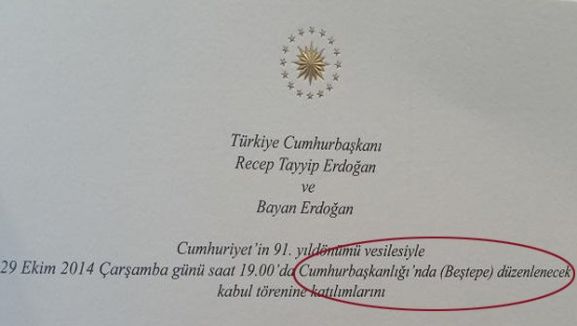 Türkiye Cumhurbaşkanı
Recep Tayyip Erdoğan
ve
Bayan Erdoğan
Cumhuriyet'in 91. yıldönümü vesilesiyle
29 Ekim 2014 Çarşamba günü saat 19.00'da Cumhurbaşkanlığı'nda (Beştepe) düzenlenecek
kabul törenine katılımlarını